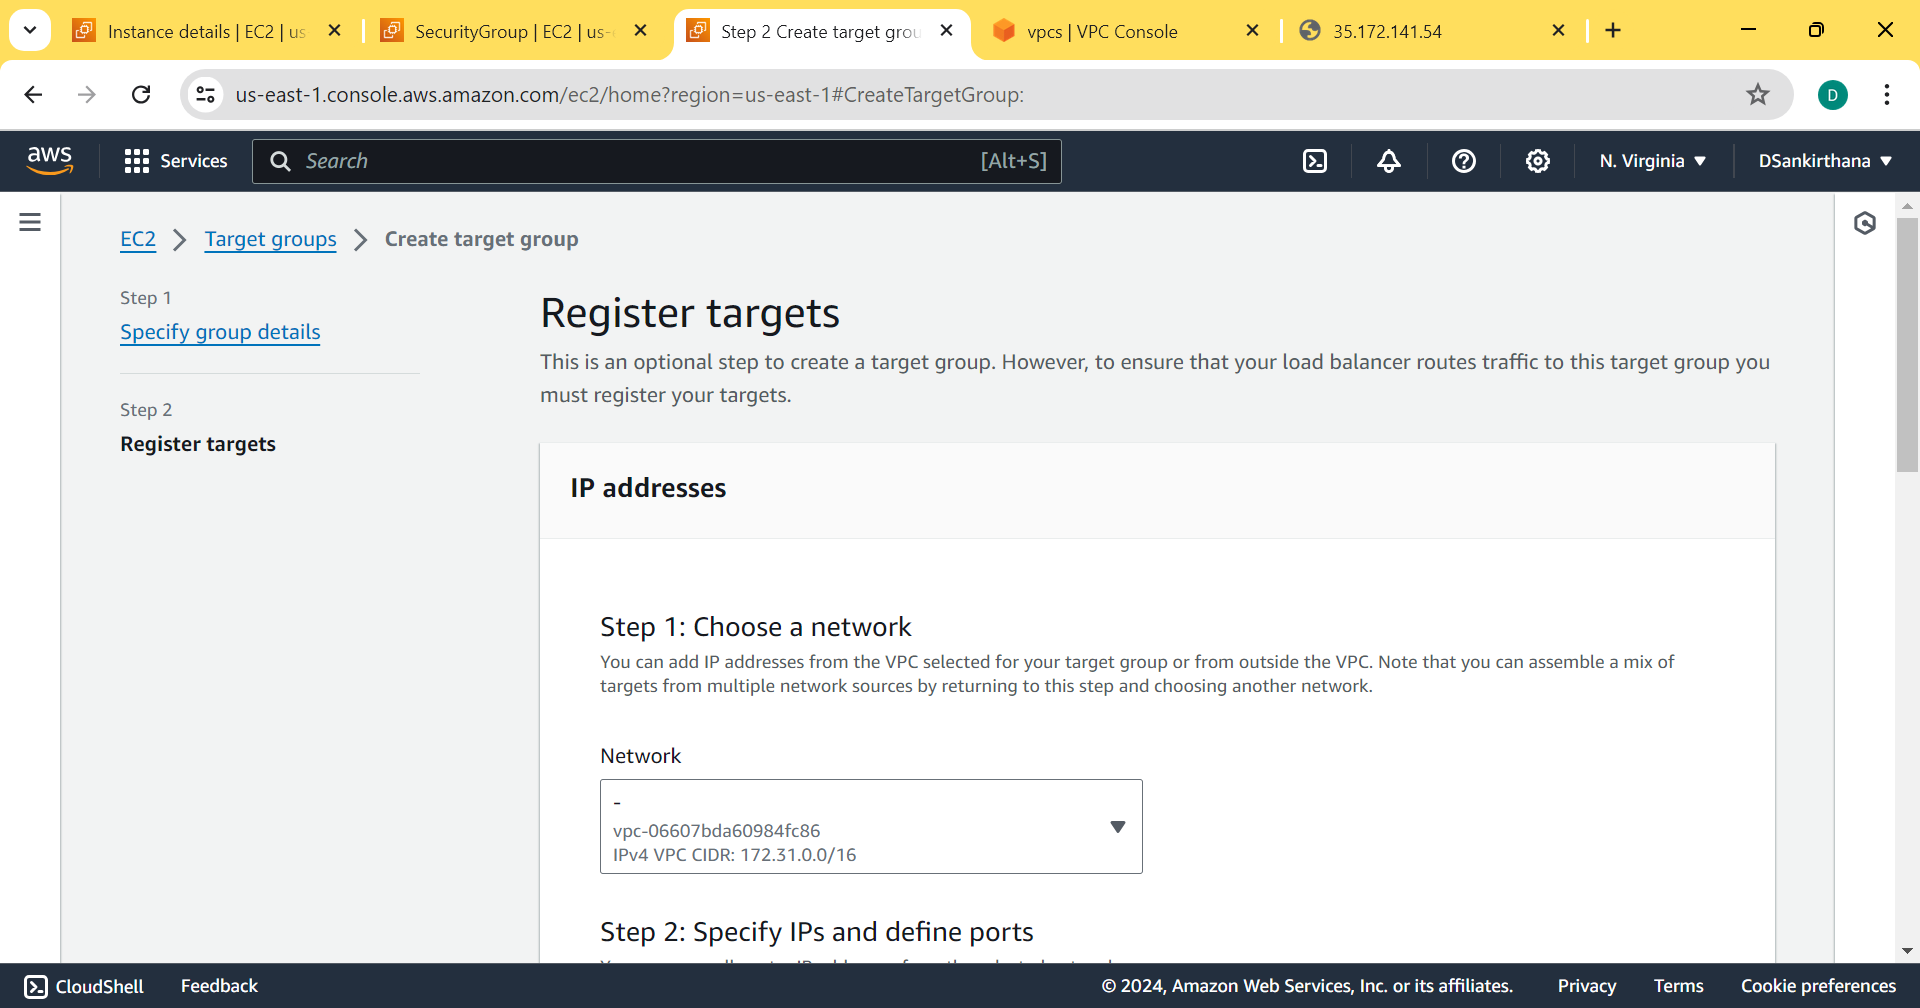 Instance details | EC2 | us-
SecurityGroup | EC2 | us-
Step 2 Create target grou
vpcs | VPC Console
35.172.141.54
us-east-1.console.aws.amazon.com/ec2/home?region=us-east-1#CreateTargetGroup:
D
aws
Services
Search
[Alt+S]
N. Virginia
DSankirthana
EC2
Target groups
Create target group
Step 1
Specify group details
Step 2
Register targets
Register targets
This is an optional step to create a target group. However, to ensure that your load balancer routes traffic to this target group you
must register your targets.
IP addresses
Step 1: Choose a network
You can add IP addresses from the VPC selected for your target group or from outside the VPC. Note that you can assemble a mix of
targets from multiple network sources by returning to this step and choosing another network.
Network
-
vpc-06607bda60984fc86
IPv4 VPC CIDR: 172.31.0.0/16
Step 2: Specify IPs and define ports
CloudShell
Feedback
© 2024, Amazon Web Services, Inc. or its affiliates.
Privacy
Terms
Cookie preferences